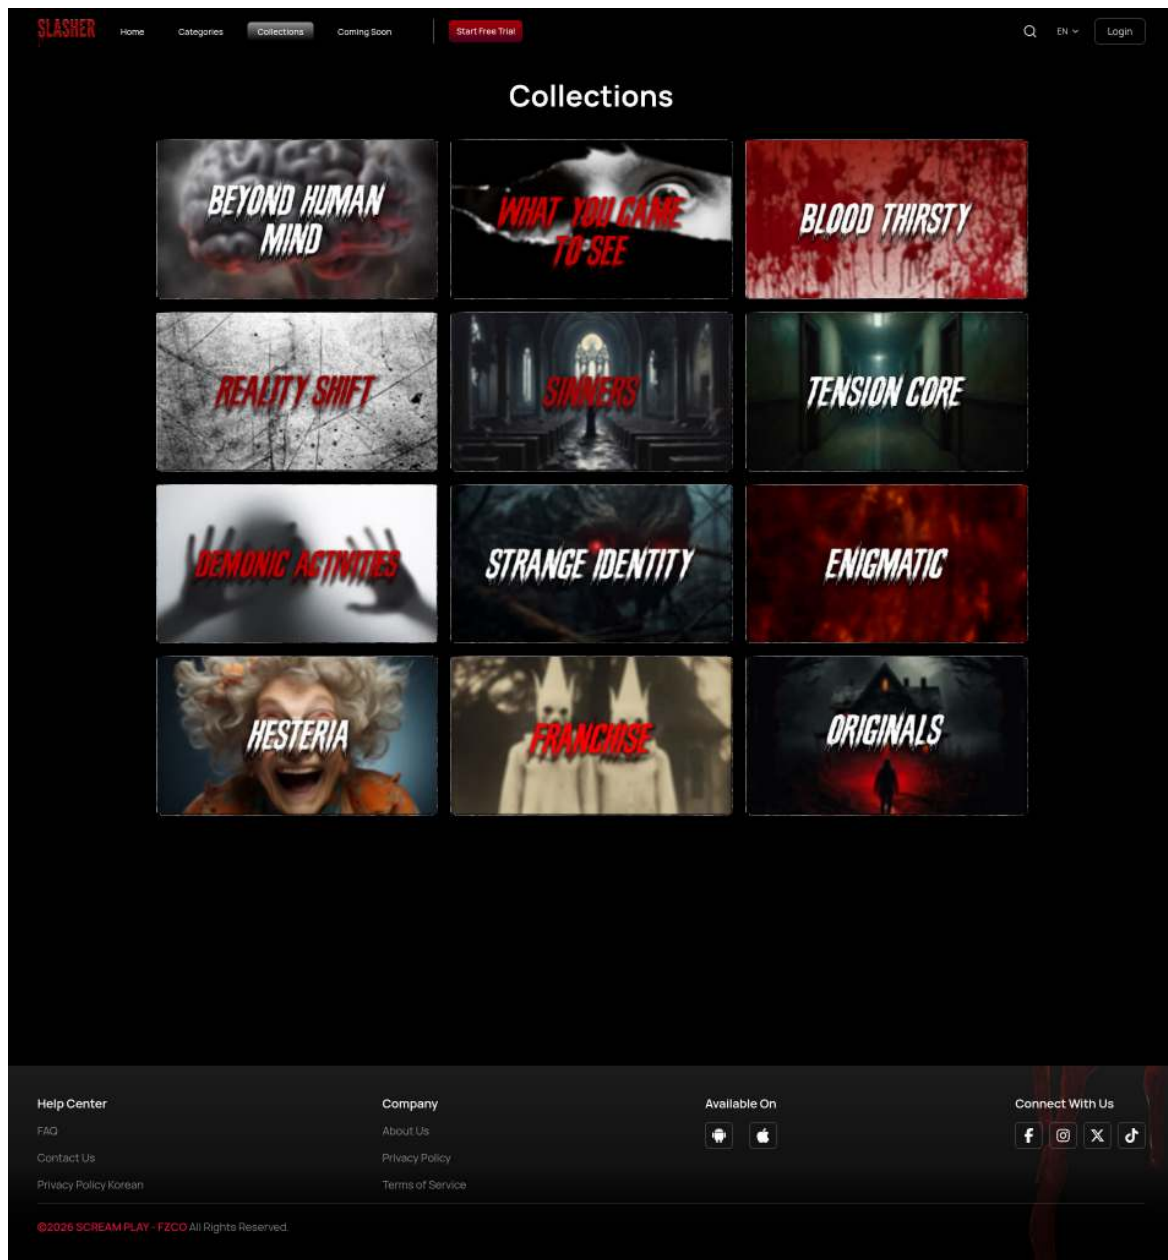 SLASHER Home Categories Collections Coming Soon Start Free Trial EN Login
Collections
BEYOND HUMAN
MIND
WHAT YOU CAME
TO SEE
BLOOD THIRSTY
REALITY SHIFT
SINNERS
TENSION CORE
DEMONIC ACTIVITIES
STRANGE IDENTITY
ENIGMATIC
HESTERIA
FRANCHISE
ORIGINALS
Help Center
FAQ
Contact Us
Privacy Policy Korean
Company
About Us
Privacy Policy
Terms of Service
Available On
Connect With Us
©2026 SCREAM PLAY - FZCO All Rights Reserved.